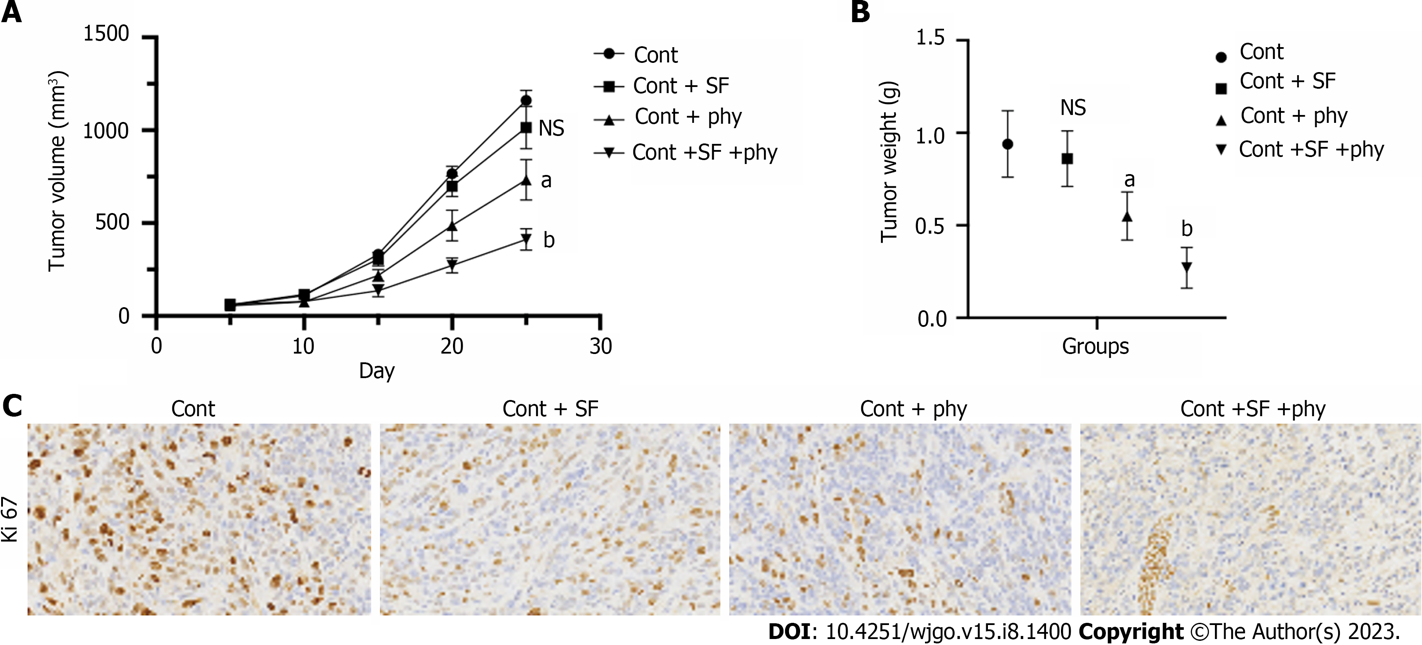 A
Tumor volume (mm³)
1500
1000
500
0
0
10
20
30
Day
Cont
Cont + SF
Cont + phy
Cont +SF +phy
NS
a
b
B
Tumor weight (g)
1.5
1.0
0.5
0.0
NS
a
b
Groups
Cont
Cont + SF
Cont + phy
Cont +SF +phy
C
Cont
Cont + SF
Cont + phy
Cont +SF +phy
Ki 67
DOI: 10.4251/wjgo.v15.i8.1400 Copyright ©The Author(s) 2023.